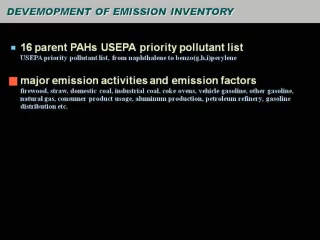 DEVEMOPMENT OF EMISSION INVENTORY
16 parent PAHs USEPA priority pollutant list
USEPA priority pollutant list, from naphthalene to benzo(g,h,i)perylene
major emission activities and emission factors
firewood, straw, domestic coal, industrial coal, coke ovens, vehicle gasoline, other gasoline,
natural gas, consumer product usage, aluminum production, petroleum refinery, gasoline
distribution etc.